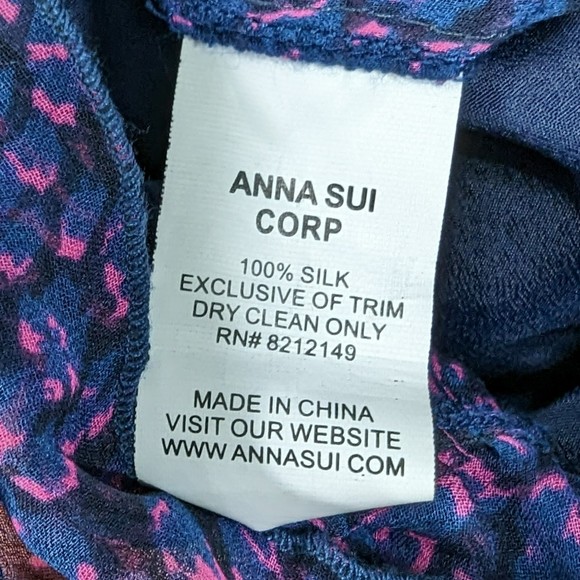 ANNA SUI
CORP
100% SILK
EXCLUSIVE OF TRIM
DRY CLEAN ONLY
RN# 8212149
MADE IN CHINA
VISIT OUR WEBSITE
WWW.ANNASUI.COM